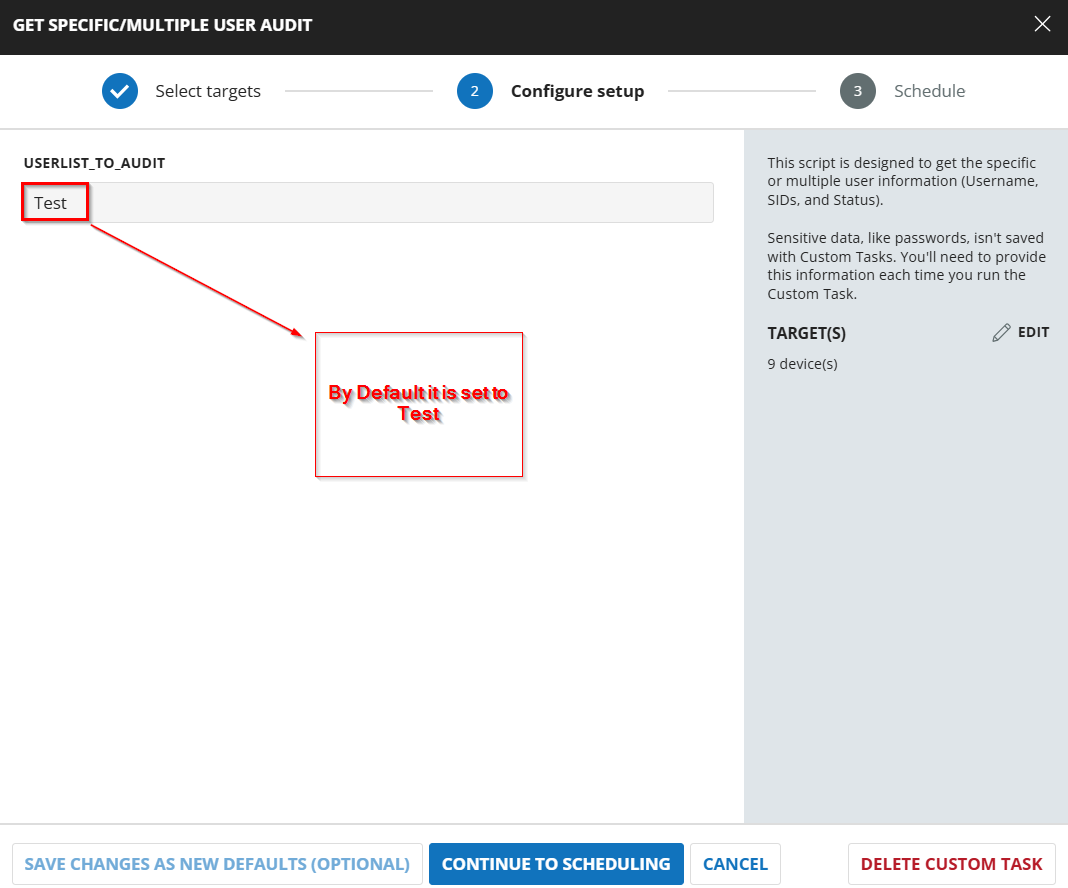 GET SPECIFIC/MULTIPLE USER AUDIT
Select targets
2
Configure setup
3
Schedule
USERLIST_TO_AUDIT
Test
By Default it is set to
Test
This script is designed to get the specific
or multiple user information (Username,
SIDs, and Status).
Sensitive data, like passwords, isn't saved
with Custom Tasks. You'll need to provide
this information each time you run the
Custom Task.
TARGET(S)
EDIT
9 device(s)
SAVE CHANGES AS NEW DEFAULTS (OPTIONAL)
CONTINUE TO SCHEDULING
CANCEL
DELETE CUSTOM TASK